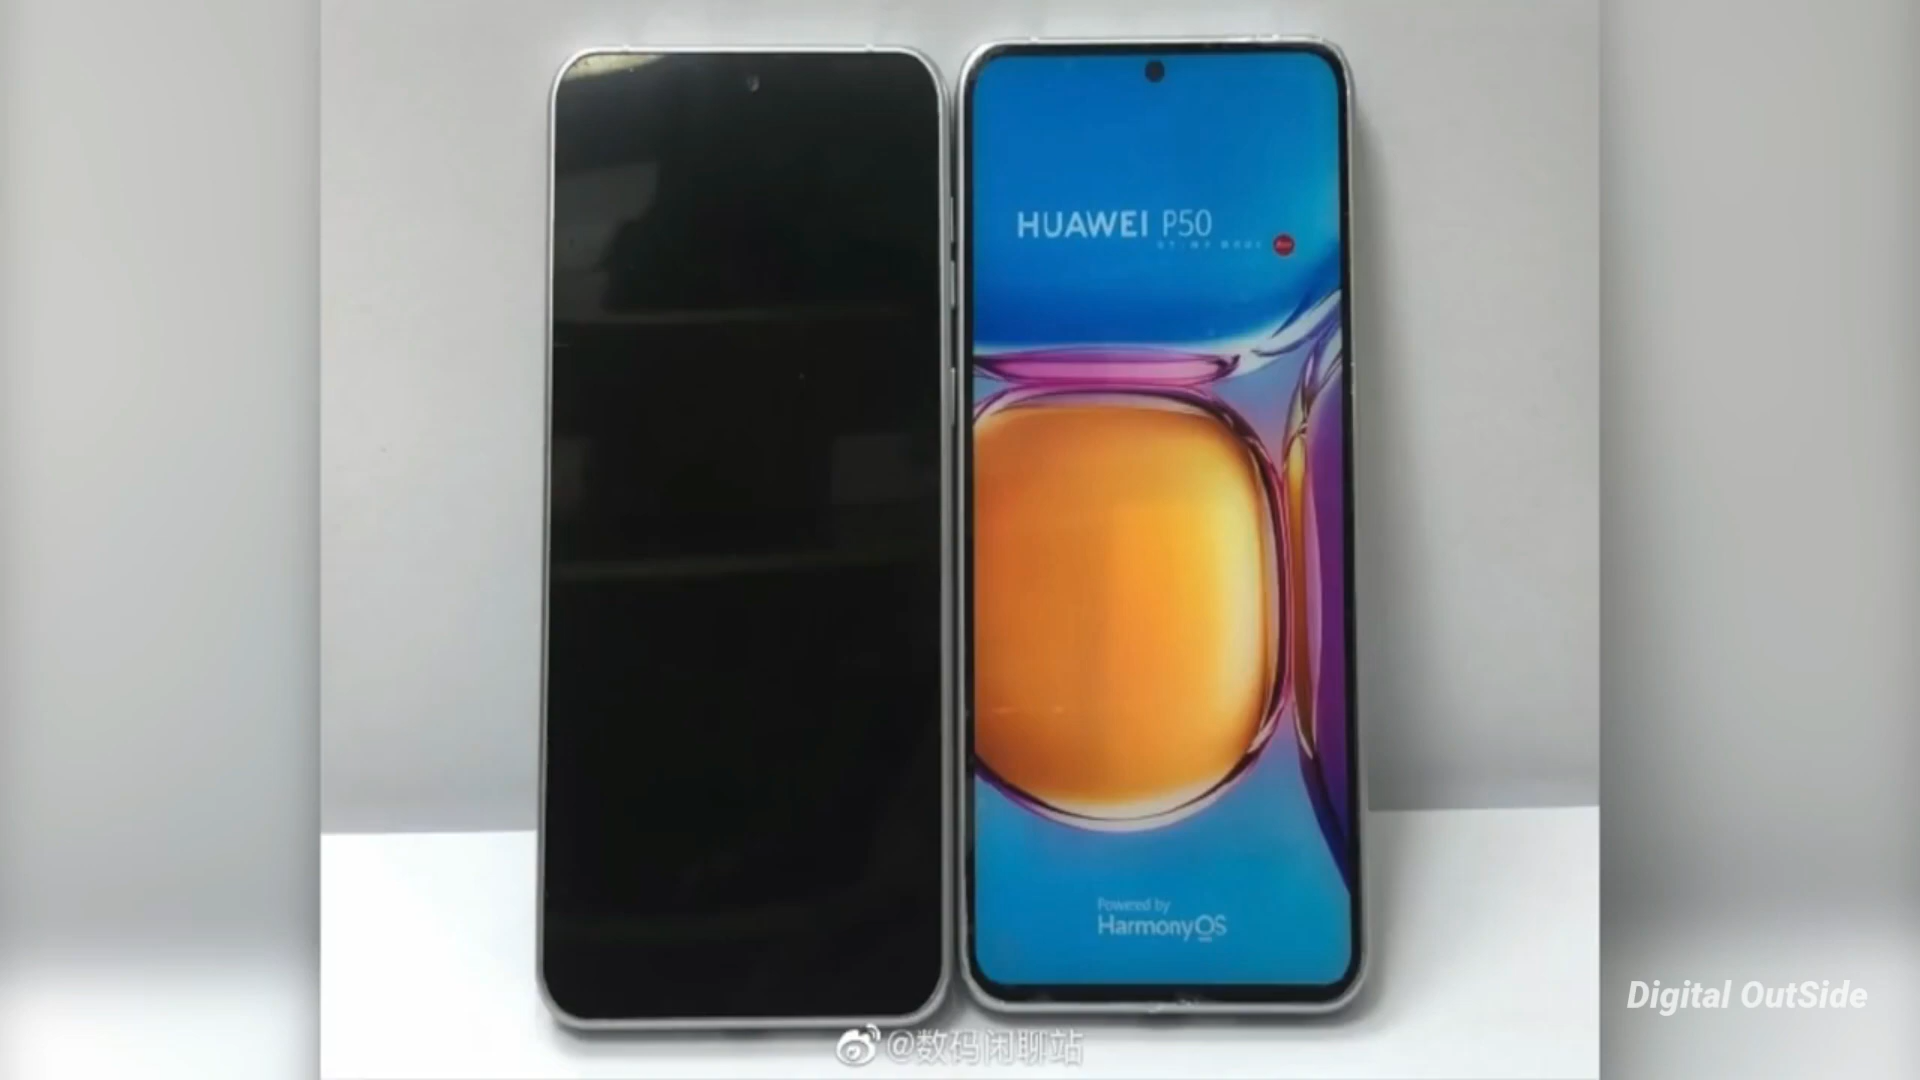 HUAWEI P50
Powered by
HarmonyOS
Digital OutSide
@数码闲聊站